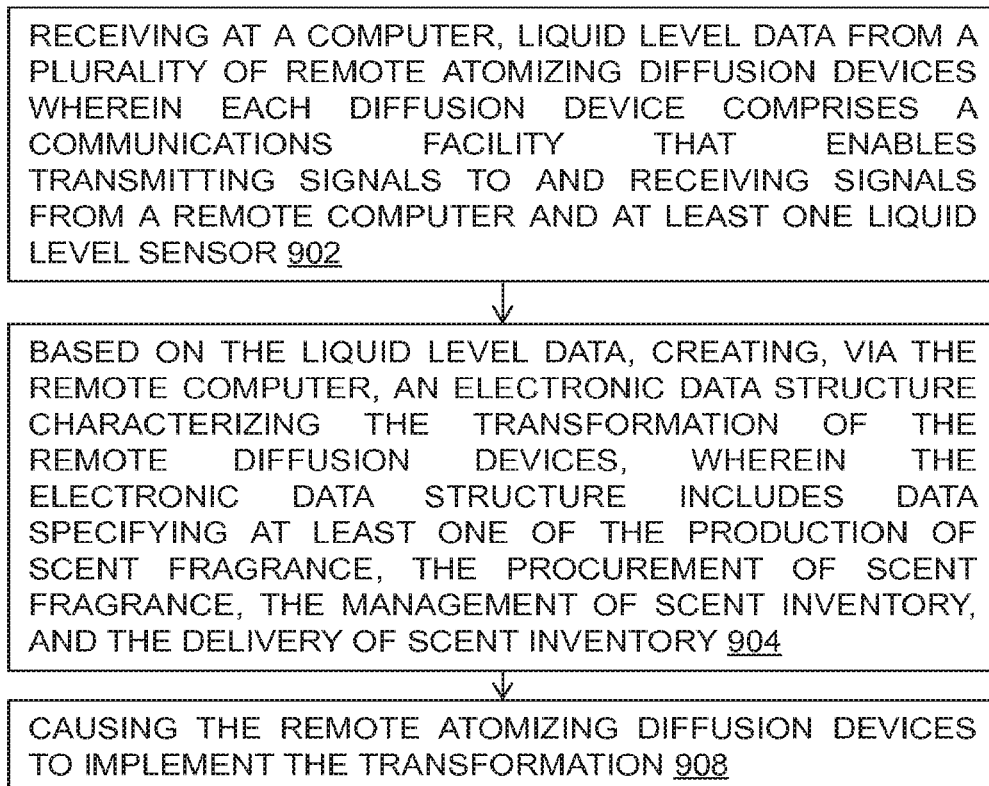 RECEIVING AT A COMPUTER, LIQUID LEVEL DATA FROM A
PLURALITY OF REMOTE ATOMIZING DIFFUSION DEVICES
WHEREIN EACH DIFFUSION DEVICE COMPRISES A
COMMUNICATIONS FACILITY THAT ENABLES
TRANSMITTING SIGNALS TO AND RECEIVING SIGNALS
FROM A REMOTE COMPUTER AND AT LEAST ONE LIQUID
LEVEL SENSOR 902
BASED ON THE LIQUID LEVEL DATA, CREATING, VIA THE
REMOTE COMPUTER, AN ELECTRONIC DATA STRUCTURE
CHARACTERIZING THE TRANSFORMATION OF THE
REMOTE DIFFUSION DEVICES, WHEREIN THE
ELECTRONIC DATA STRUCTURE INCLUDES DATA
SPECIFYING AT LEAST ONE OF THE PRODUCTION OF
SCENT FRAGRANCE, THE PROCUREMENT OF SCENT
FRAGRANCE, THE MANAGEMENT OF SCENT INVENTORY,
AND THE DELIVERY OF SCENT INVENTORY 904
CAUSING THE REMOTE ATOMIZING DIFFUSION DEVICES
TO IMPLEMENT THE TRANSFORMATION 908